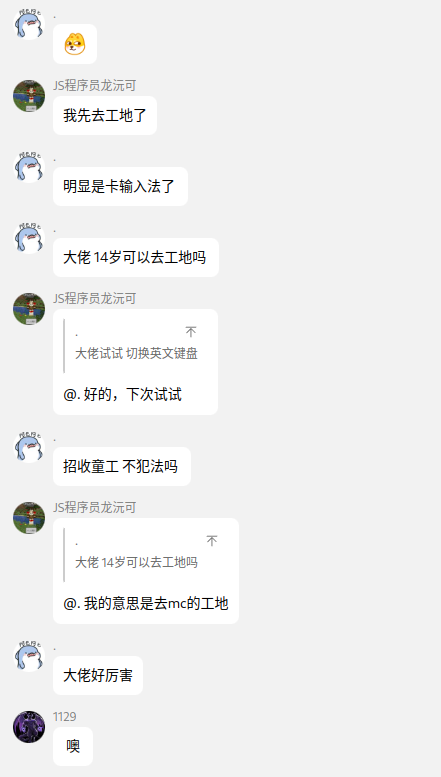 .
JS程序员龙沅可
我先去工地了
.
明显是卡输入法了
.
大佬 14岁可以去工地吗
JS程序员龙沅可
.
大佬试试 切换英文键盘
@. 好的，下次试试
.
招收童工 不犯法吗
JS程序员龙沅可
.
大佬 14岁可以去工地吗
@. 我的意思是去mc的工地
.
大佬好厉害
1129
噢